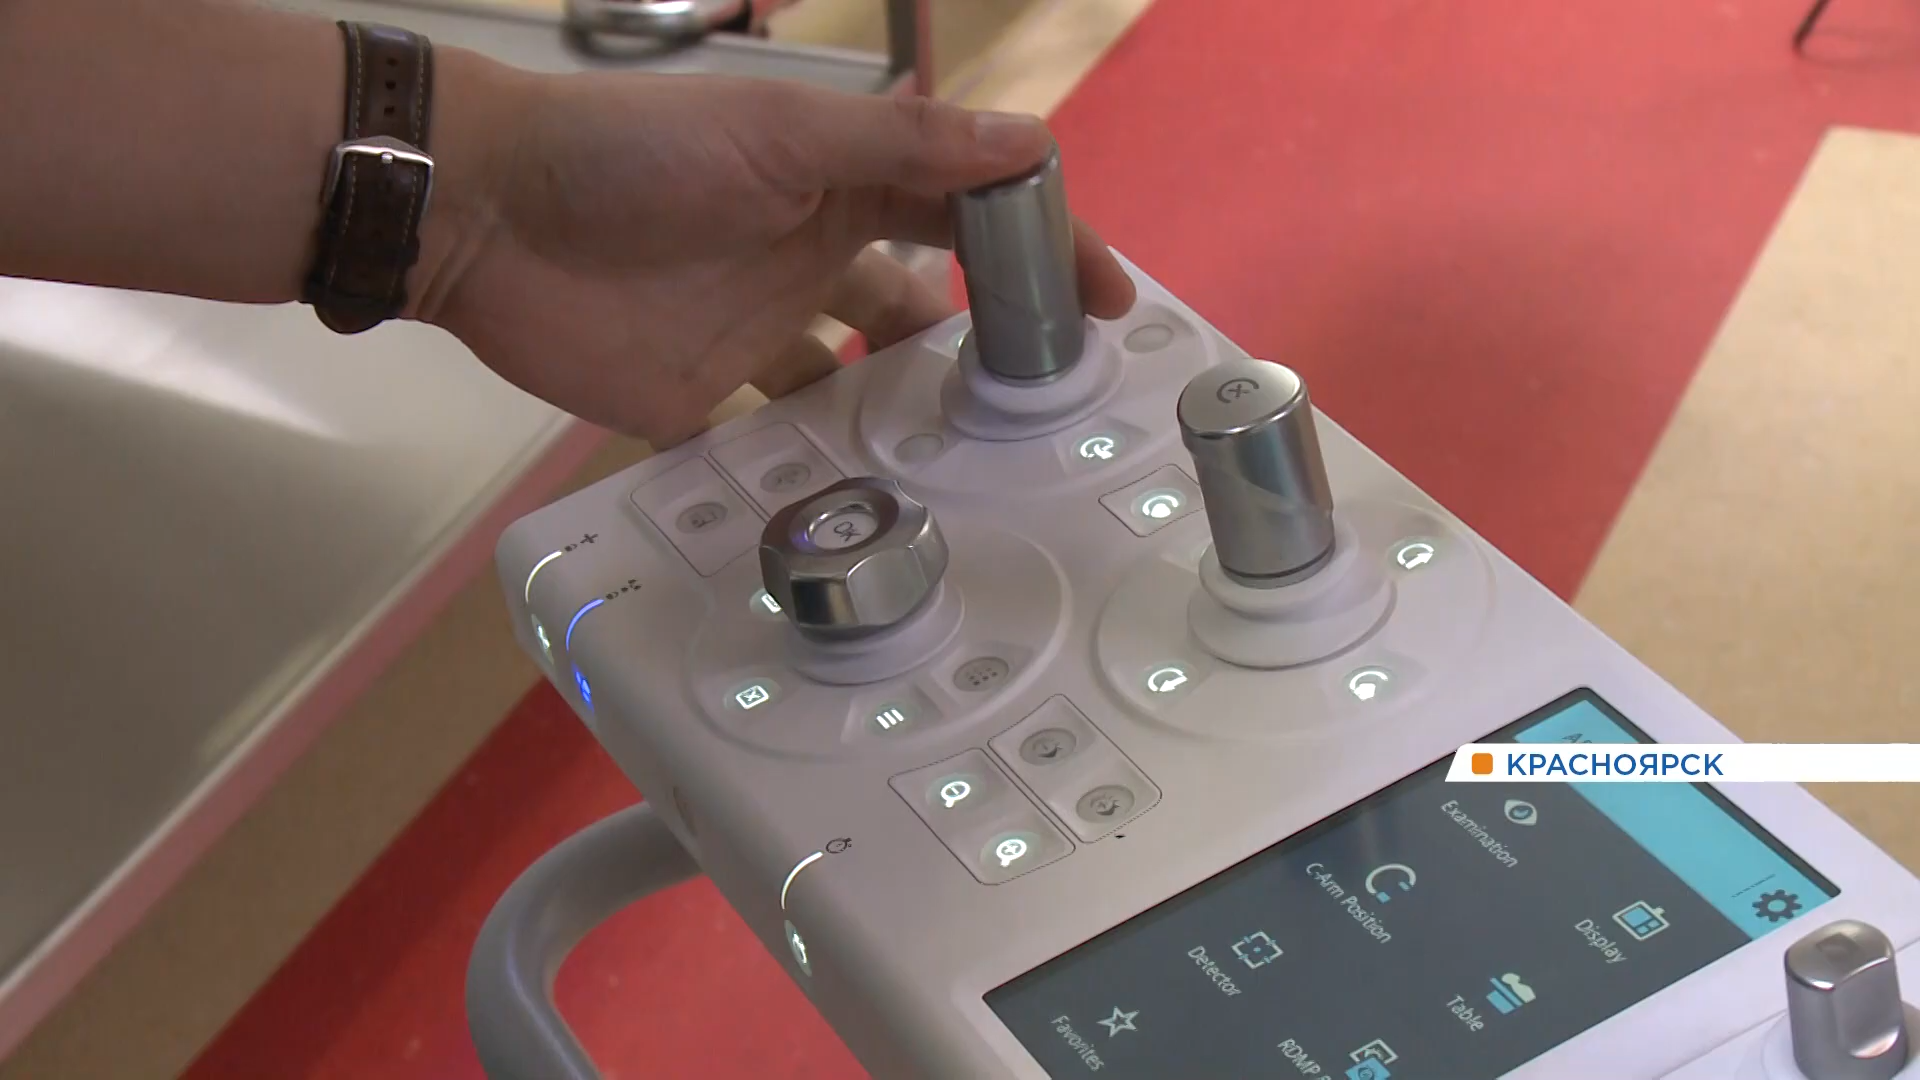 OK
КРАСНОЯРСК
Examination
C-Arm Position
Display
Detector
Table
Favorites